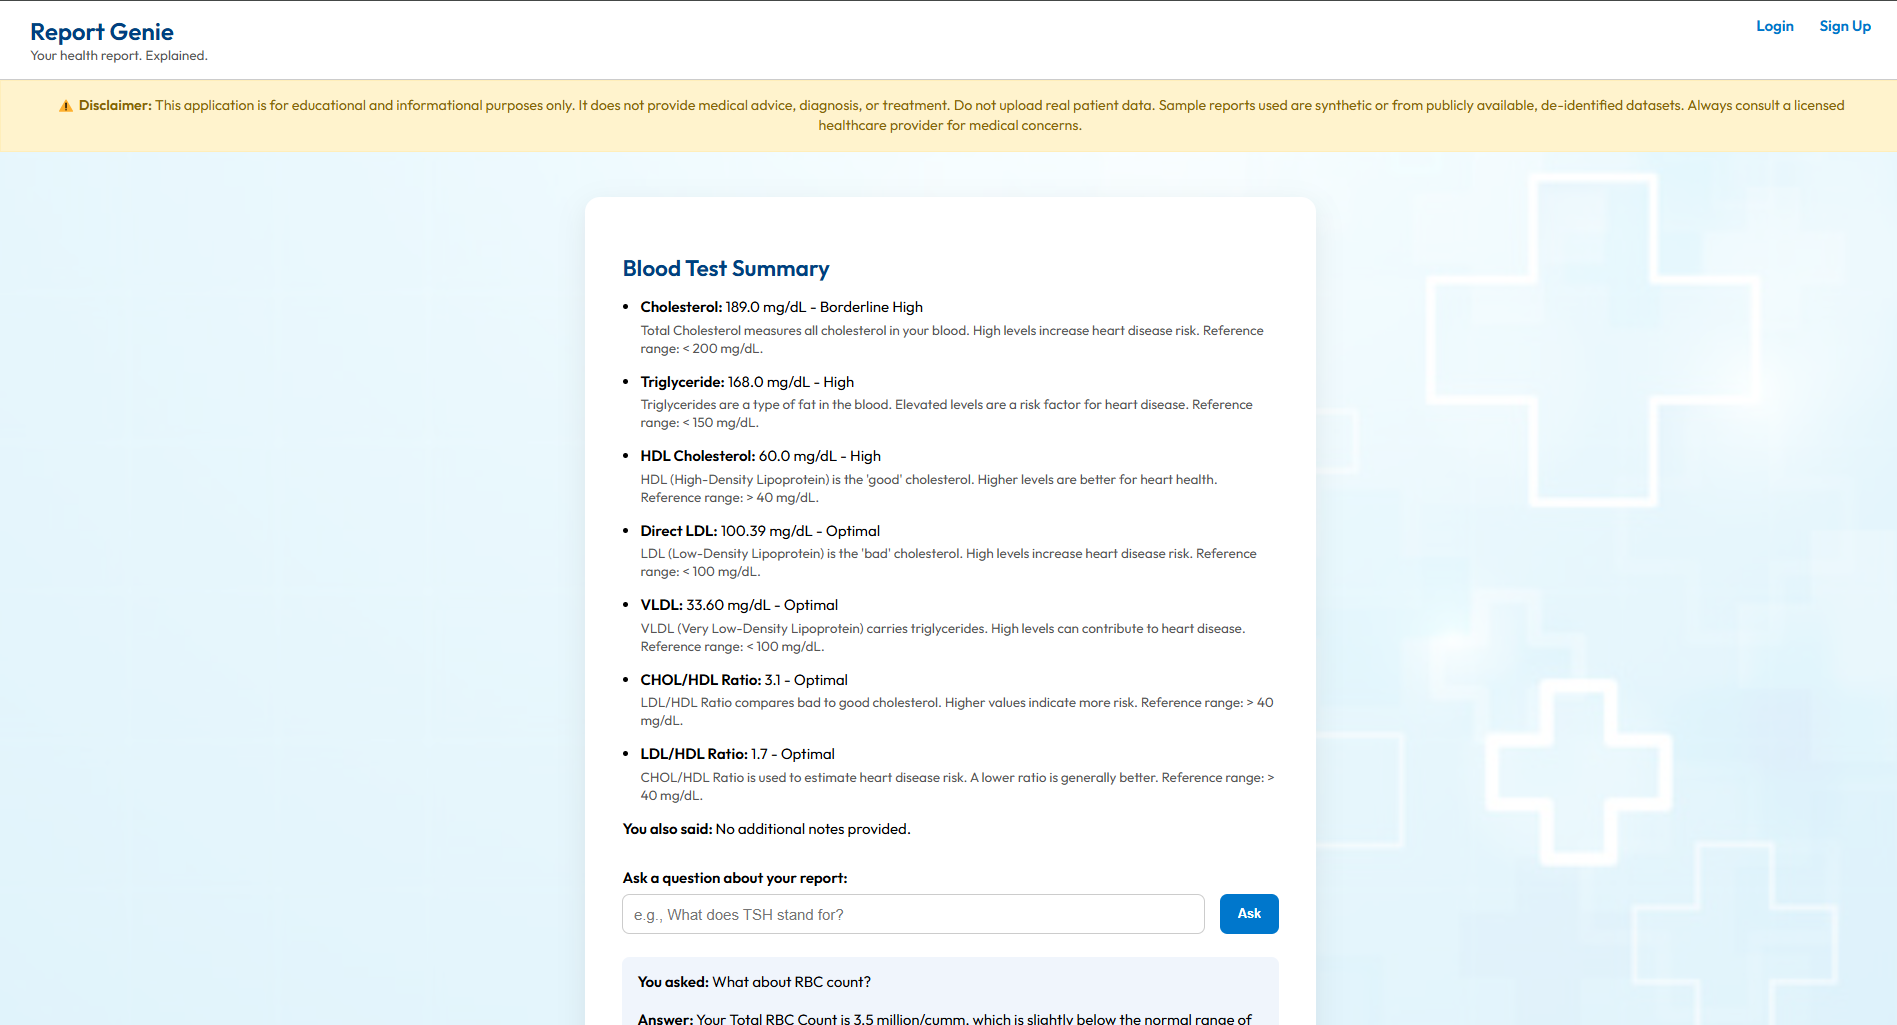 Report Genie
Your health report. Explained.
Login
Sign Up
⚠ Disclaimer: This application is for educational and informational purposes only. It does not provide medical advice, diagnosis, or treatment. Do not upload real patient data. Sample reports used are synthetic or from publicly available, de-identified datasets. Always consult a licensed
healthcare provider for medical concerns.
Blood Test Summary
• Cholesterol: 189.0 mg/dL - Borderline High
Total Cholesterol measures all cholesterol in your blood. High levels increase heart disease risk. Reference
range: < 200 mg/dL.
• Triglyceride: 168.0 mg/dL - High
Triglycerides are a type of fat in the blood. Elevated levels are a risk factor for heart disease. Reference
range: < 150 mg/dL.
• HDL Cholesterol: 60.0 mg/dL - High
HDL (High-Density Lipoprotein) is the 'good' cholesterol. Higher levels are better for heart health.
Reference range: > 40 mg/dL.
• Direct LDL: 100.39 mg/dL - Optimal
LDL (Low-Density Lipoprotein) is the 'bad' cholesterol. High levels increase heart disease risk. Reference
range: < 100 mg/dL.
• VLDL: 33.60 mg/dL - Optimal
VLDL (Very Low-Density Lipoprotein) carries triglycerides. High levels can contribute to heart disease.
Reference range: < 100 mg/dL.
• CHOL/HDL Ratio: 3.1 - Optimal
LDL/HDL Ratio compares bad to good cholesterol. Higher values indicate more risk. Reference range: > 40
mg/dL.
• LDL/HDL Ratio: 1.7 - Optimal
CHOL/HDL Ratio is used to estimate heart disease risk. A lower ratio is generally better. Reference range: >
40 mg/dL.
You also said: No additional notes provided.
Ask a question about your report:
e.g., What does TSH stand for?
Ask
You asked: What about RBC count?
Answer: Your Total RBC Count is 3.5 million/cumm, which is slightly below the normal range of